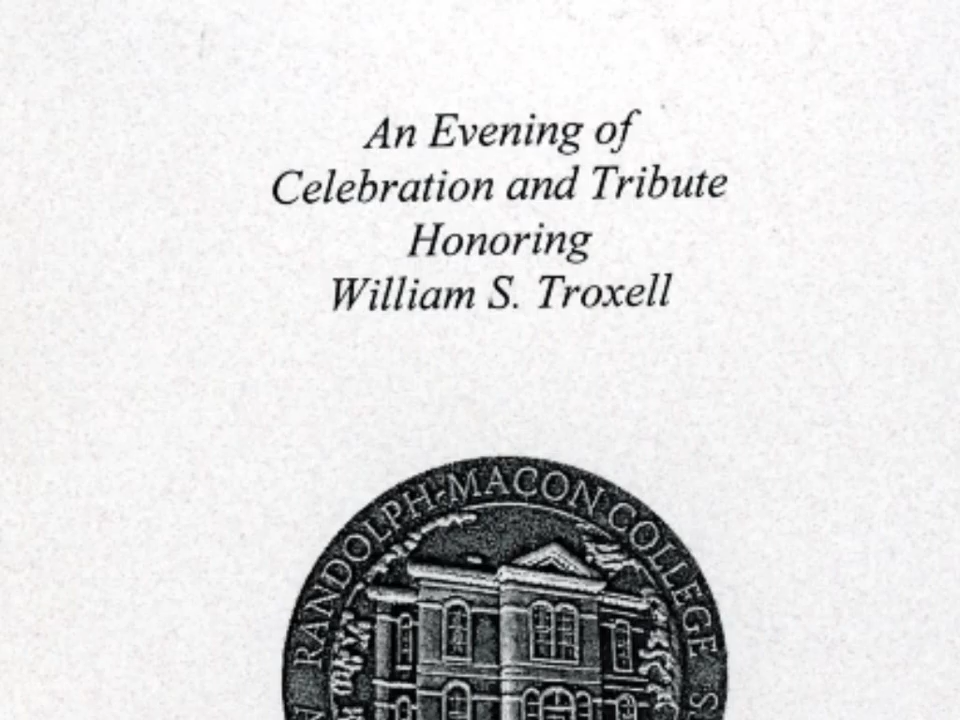 An Evening of
Celebration and Tribute
Honoring
William S. Troxell
RANDOLPH-MACON COLLEGE